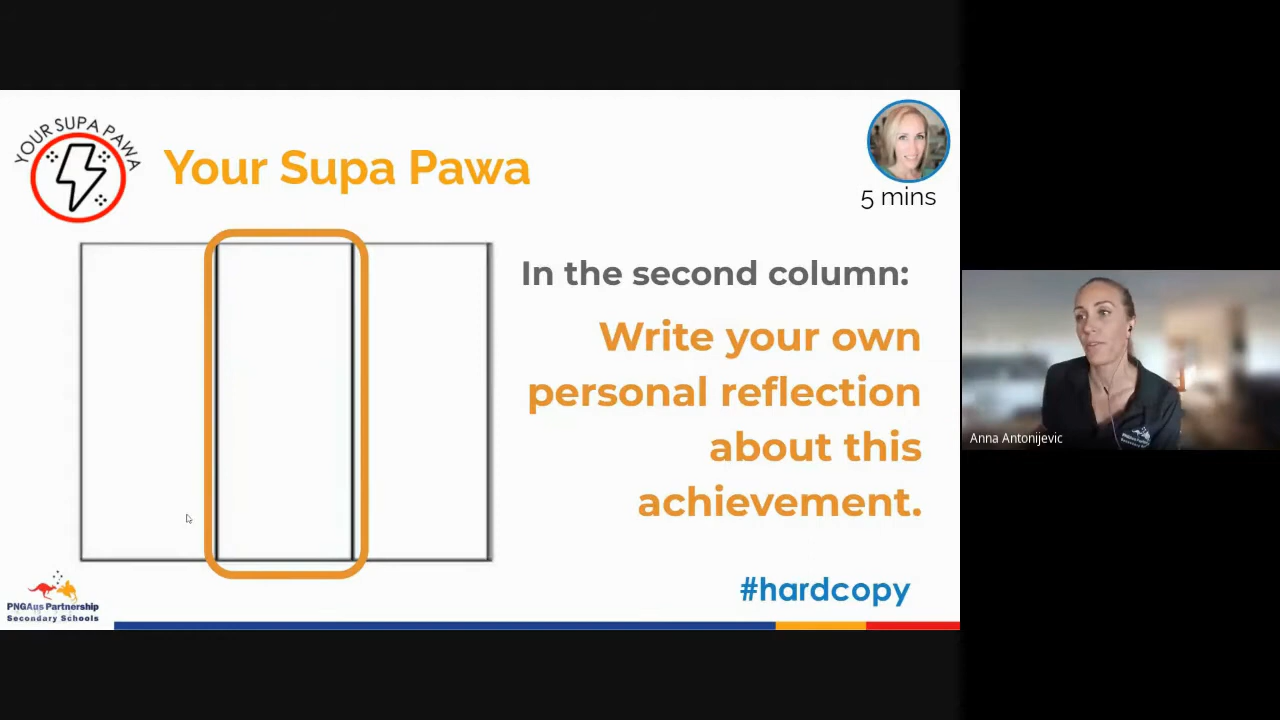 YOUR SUPA PAWA
Your Supa Pawa
5 mins
In the second column:
Write your own
personal reflection
about this
achievement.
#hardcopy
PNGAus Partnership
Secondary Schools
Anna Antonijevic